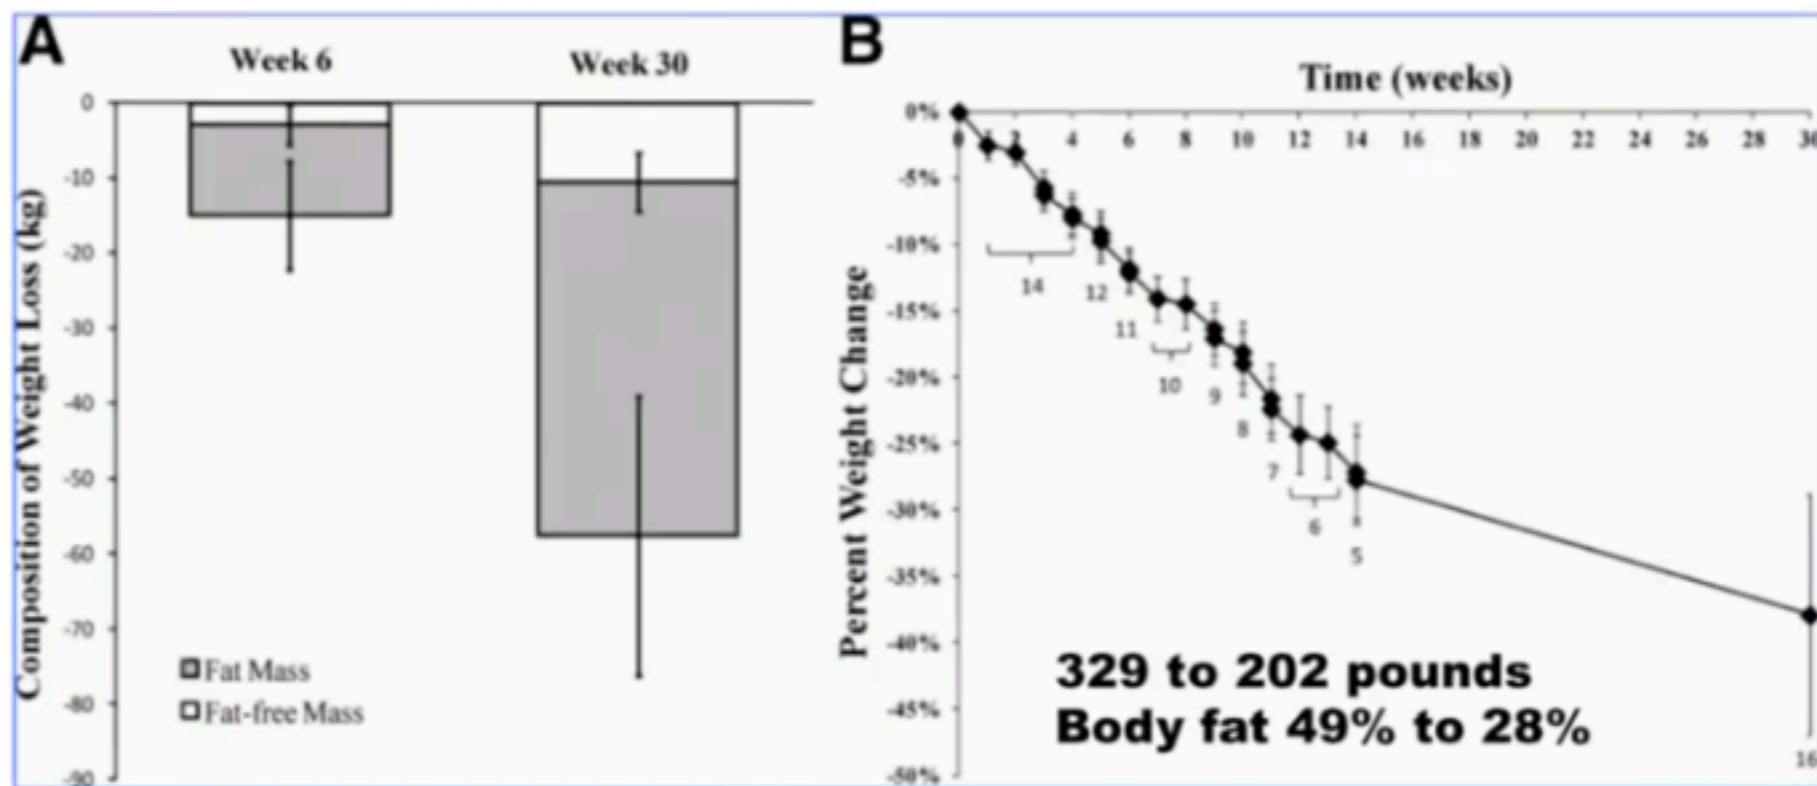 A
Week 6
Week 30
Composition of Weight Loss (kg)
0
-10
-20
-30
-40
-50
-60
-70
-80
-90
Fat Mass
Fat-free Mass
B
Time (weeks)
0 2 4 6 8 10 12 14 16 18 20 22 24 26 28 30
Percent Weight Change
0%
-5%
-10%
-15%
-20%
-25%
-30%
-35%
-40%
-45%
-50%
14
12
11
10
9
8
7
6
5
16
329 to 202 pounds
Body fat 49% to 28%